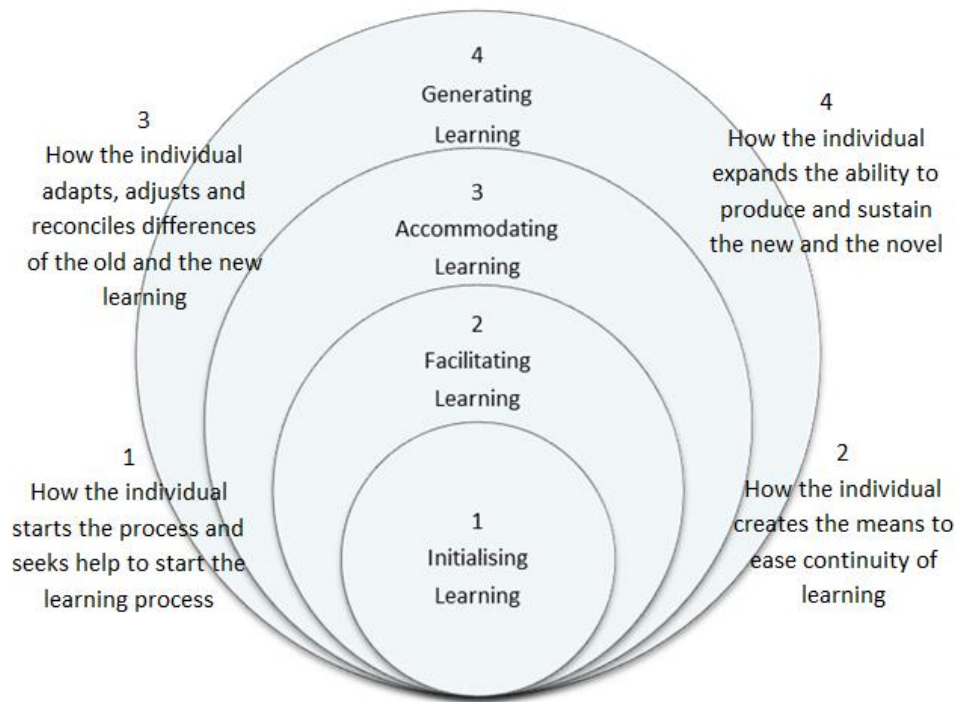 4
Generating
Learning
3
How the individual
adapts, adjusts and
reconciles differences
of the old and the new
learning
4
How the individual
expands the ability to
produce and sustain
the new and the novel
3
Accommodating
Learning
2
Facilitating
Learning
1
How the individual
starts the process and
seeks help to start the
learning process
2
How the individual
creates the means to
ease continuity of
learning
1
Initialising
Learning